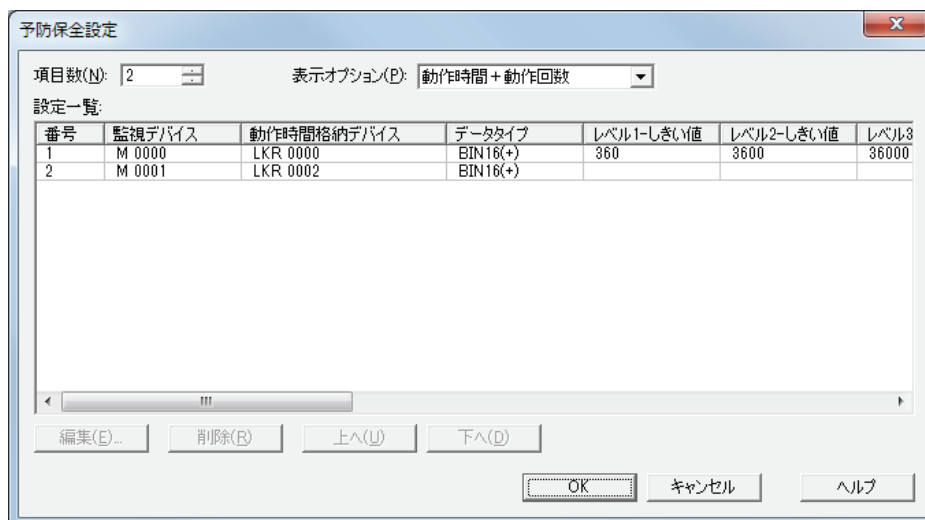 予防保全設定
項目数(N): 2 表示オプション(P): 動作時間+動作回数
設定一覧:
番号 監視デバイス 動作時間格納デバイス データタイプ レベル1-しきい値 レベル2-しきい値 レベル3
1 M 0000 LKR 0000 BIN16(+) 360 3600 36000
2 M 0001 LKR 0002 BIN16(+)
編集(E)... 削除(R) 上へ(U) 下へ(D)
OK キャンセル ヘルプ